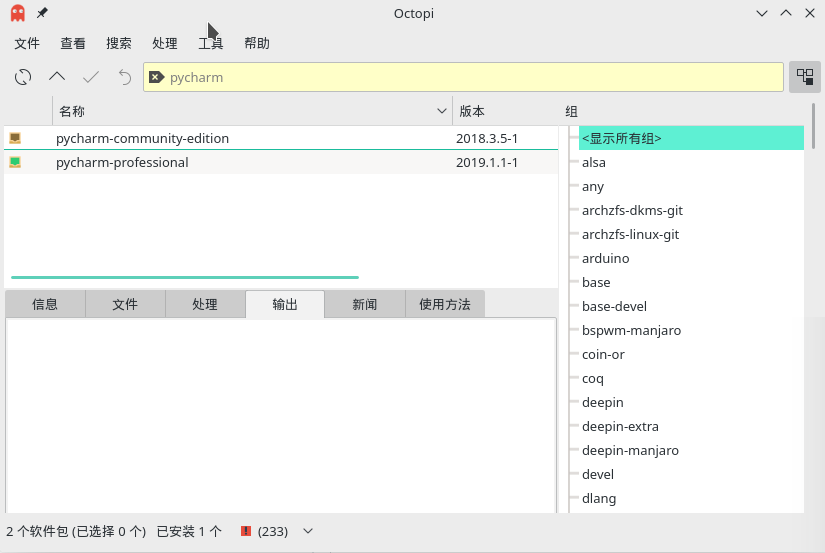 Octopi
文件 查看 搜索 处理 工具 帮助
pycharm
名称 版本 组
pycharm-community-edition 2018.3.5-1
pycharm-professional 2019.1.1-1
<显示所有组>
alsa
any
archzfs-dkms-git
archzfs-linux-git
arduino
base
base-devel
bspwm-manjaro
coin-or
coq
deepin
deepin-extra
deepin-manjaro
devel
dlang
信息 文件 处理 输出 新闻 使用方法
2 个软件包 (已选择 0 个) 已安装 1 个 (233)